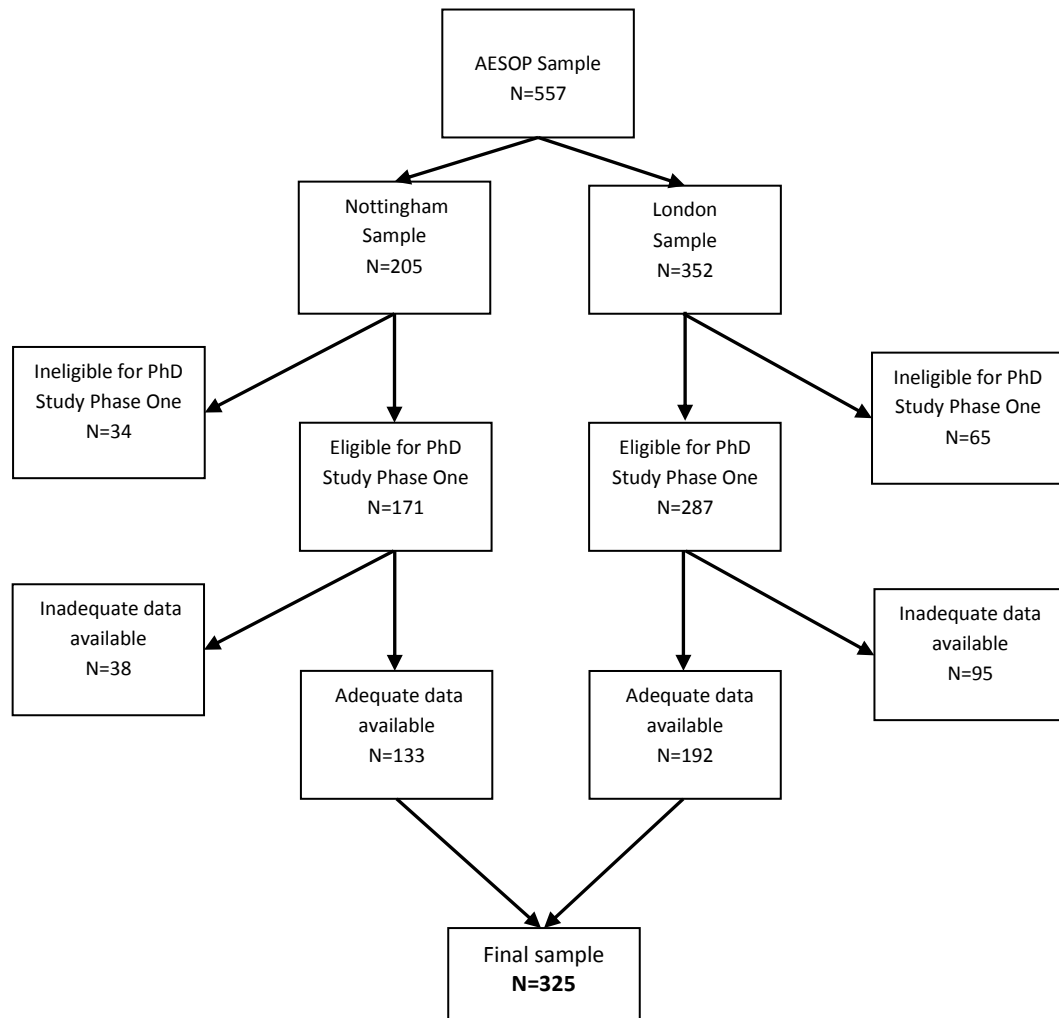 AESOP Sample
N=557
Nottingham
Sample
N=205
London
Sample
N=352
Ineligible for PhD
Study Phase One
N=34
Ineligible for PhD
Study Phase One
N=65
Eligible for PhD
Study Phase One
N=171
Eligible for PhD
Study Phase One
N=287
Inadequate data
available
N=38
Inadequate data
available
N=95
Adequate data
available
N=133
Adequate data
available
N=192
Final sample
N=325